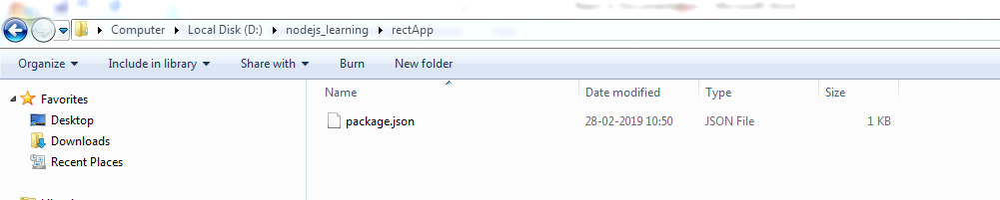 Computer Local Disk (D:) nodejs_learning rectApp
Organize Include in library Share with Burn New folder
Favorites
Desktop
Downloads
Recent Places
Name Date modified Type Size
package.json 28-02-2019 10:50 JSON File 1 KB